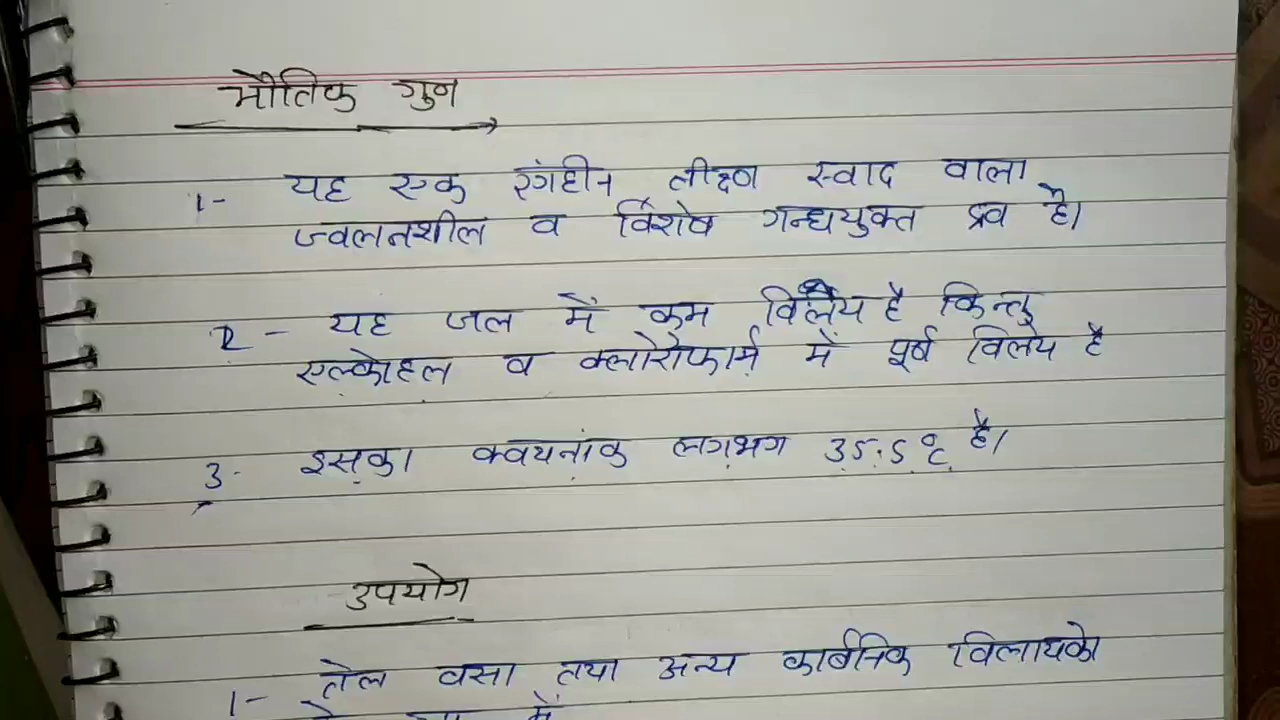 भौतिक गुण
1- यह एक रंगहीन तीक्ष्ण स्वाद वाला
ज्वलनशील व विशेष गन्धयुक्त द्रव है।
2- यह जल में कम विलेय है किन्तु
एल्कोहल व क्लोरोफार्म में पूर्ण विलेय है
3- इसका क्वथनांक लगभग 35.5°C है।
उपयोग
1- तेल वसा तथा अन्य कार्बनिक विलायको
में